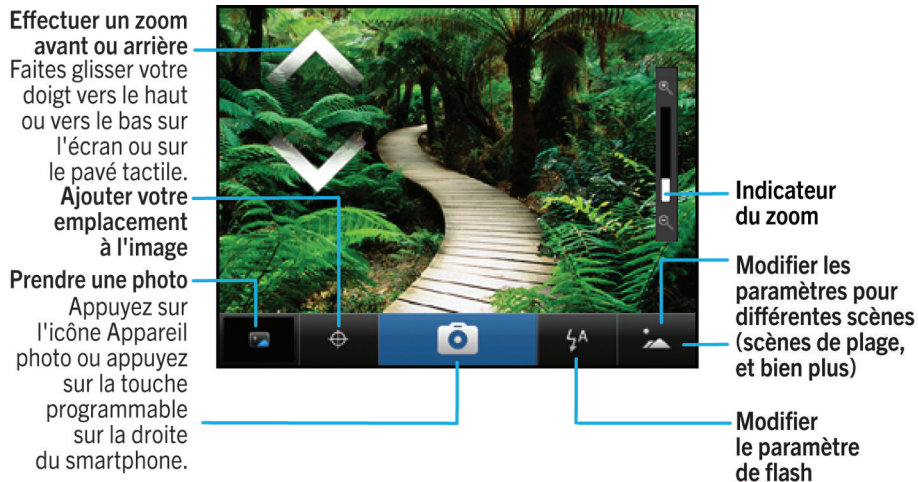 Effectuer un zoom
avant ou arrière
Faites glisser votre
doigt vers le haut
ou vers le bas sur
l'écran ou sur
le pavé tactile.
Ajouter votre
emplacement
à l'image
Prendre une photo
Appuyez sur
l'icône Appareil
photo ou appuyez
sur la touche
programmable
sur la droite
du smartphone.
A
Indicateur
du zoom
Modifier les
paramètres pour
différentes scènes
(scènes de plage,
et bien plus)
Modifier
le paramètre
de flash